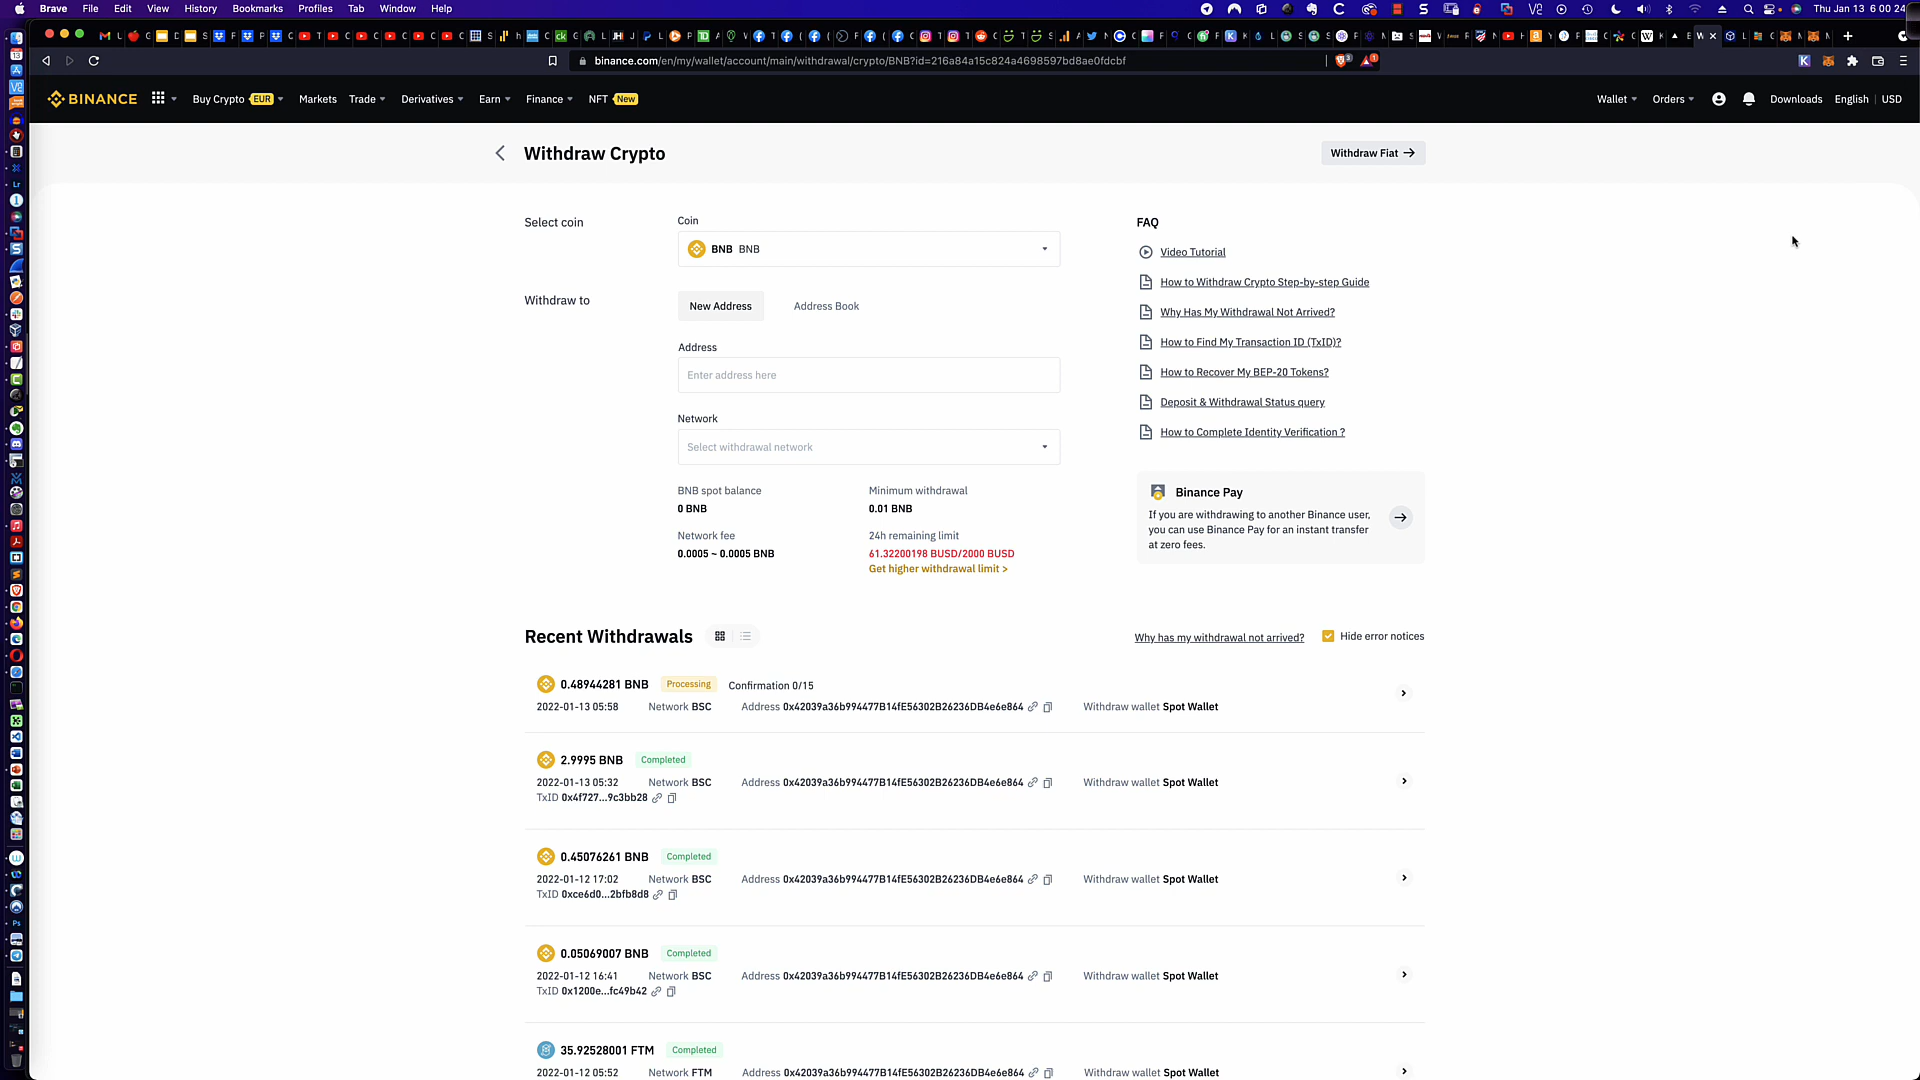 Brave File Edit View History Bookmarks Profiles Tab Window Help
Thu Jan 13 6 00 24
binance.com/en/my/wallet/account/main/withdrawal/crypto/BNB?id=216a84a15c824a4698597bd8ae0fdcbf
BINANCE Buy Crypto EUR Markets Trade Derivatives Earn Finance NFT New Wallet Orders Downloads English | USD
Withdraw Crypto
Withdraw Fiat
Select coin
Coin
BNB BNB
Withdraw to
New Address Address Book
Address
Enter address here
Network
Select withdrawal network
BNB spot balance Minimum withdrawal
0 BNB 0.01 BNB
Network fee 24h remaining limit
0.0005 ~ 0.0005 BNB 61.32200198 BUSD/2000 BUSD
Get higher withdrawal limit >
FAQ
Video Tutorial
How to Withdraw Crypto Step-by-step Guide
Why Has My Withdrawal Not Arrived?
How to Find My Transaction ID (TxID)?
How to Recover My BEP-20 Tokens?
Deposit & Withdrawal Status query
How to Complete Identity Verification ?
Binance Pay
If you are withdrawing to another Binance user,
you can use Binance Pay for an instant transfer
at zero fees.
Recent Withdrawals
Why has my withdrawal not arrived? Hide error notices
0.48944281 BNB Processing Confirmation 0/15
2022-01-13 05:58 Network BSC Address 0x42039a36b994477B14fE56302B26236DB4e6e864 Withdraw wallet Spot Wallet
2.9995 BNB Completed
2022-01-13 05:32 Network BSC Address 0x42039a36b994477B14fE56302B26236DB4e6e864 Withdraw wallet Spot Wallet
TxID 0x4f727...9c3bb28
0.45076261 BNB Completed
2022-01-12 17:02 Network BSC Address 0x42039a36b994477B14fE56302B26236DB4e6e864 Withdraw wallet Spot Wallet
TxID 0xce6d0...2bfb8d8
0.05069007 BNB Completed
2022-01-12 16:41 Network BSC Address 0x42039a36b994477B14fE56302B26236DB4e6e864 Withdraw wallet Spot Wallet
TxID 0x1200e...fc49b42
35.92528001 FTM Completed
2022-01-12 05:52 Network FTM Address 0x42039a36b994477B14fE56302B26236DB4e6e864 Withdraw wallet Spot Wallet